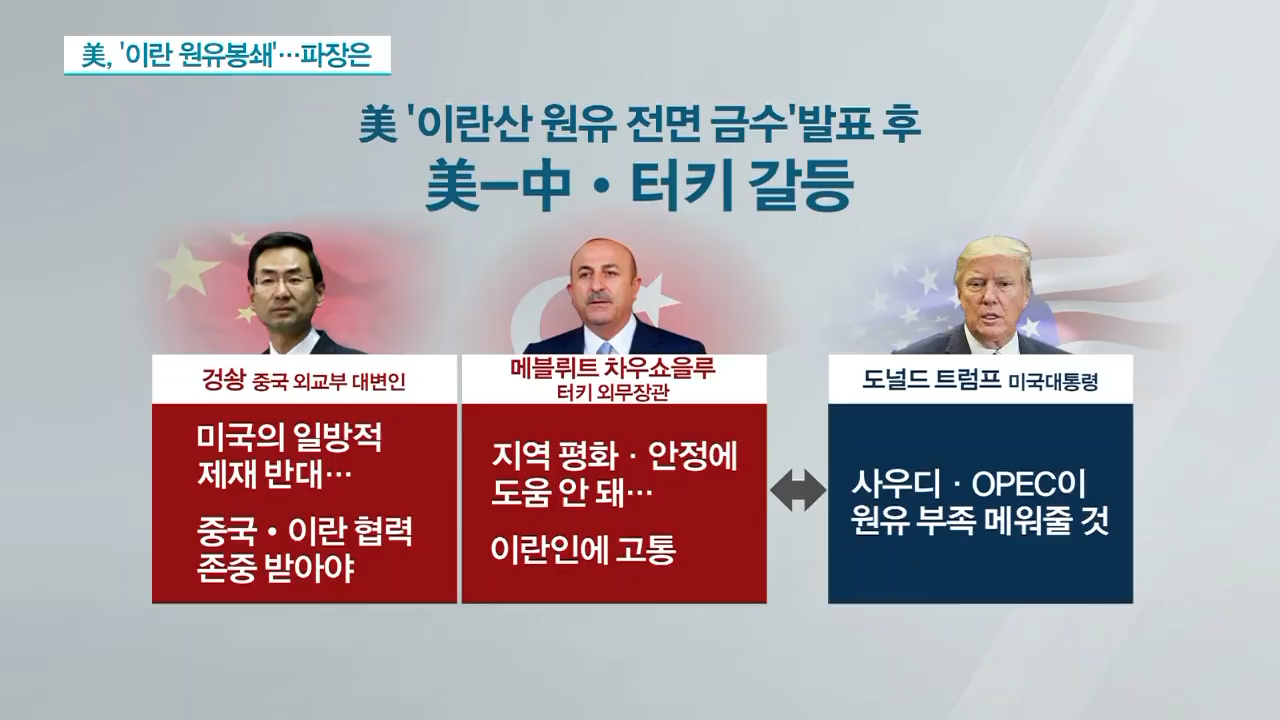 美, '이란 원유봉쇄'…파장은
美 '이란산 원유 전면 금수'발표 후
美－中・터키 갈등
겅솽 중국 외교부 대변인
미국의 일방적
제재 반대…
중국・이란 협력
존중 받아야
메블뤼트 차우쇼을루
터키 외무장관
지역 평화・안정에
도움 안 돼…
이란인에 고통
도널드 트럼프 미국대통령
사우디・OPEC이
원유 부족 메워줄 것